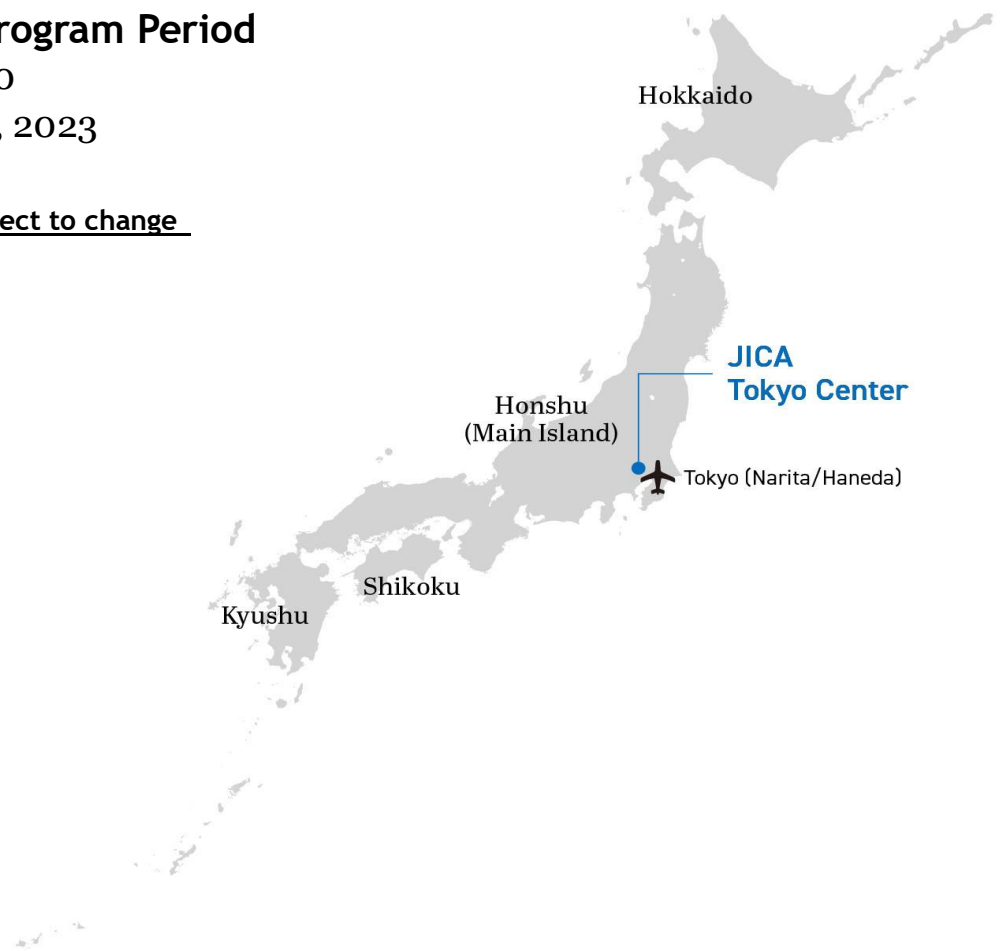 rogram Period
o
, 2023
ect to change
Hokkaido
JICA
Tokyo Center
Honshu
(Main Island)
Tokyo (Narita/Haneda)
Shikoku
Kyushu